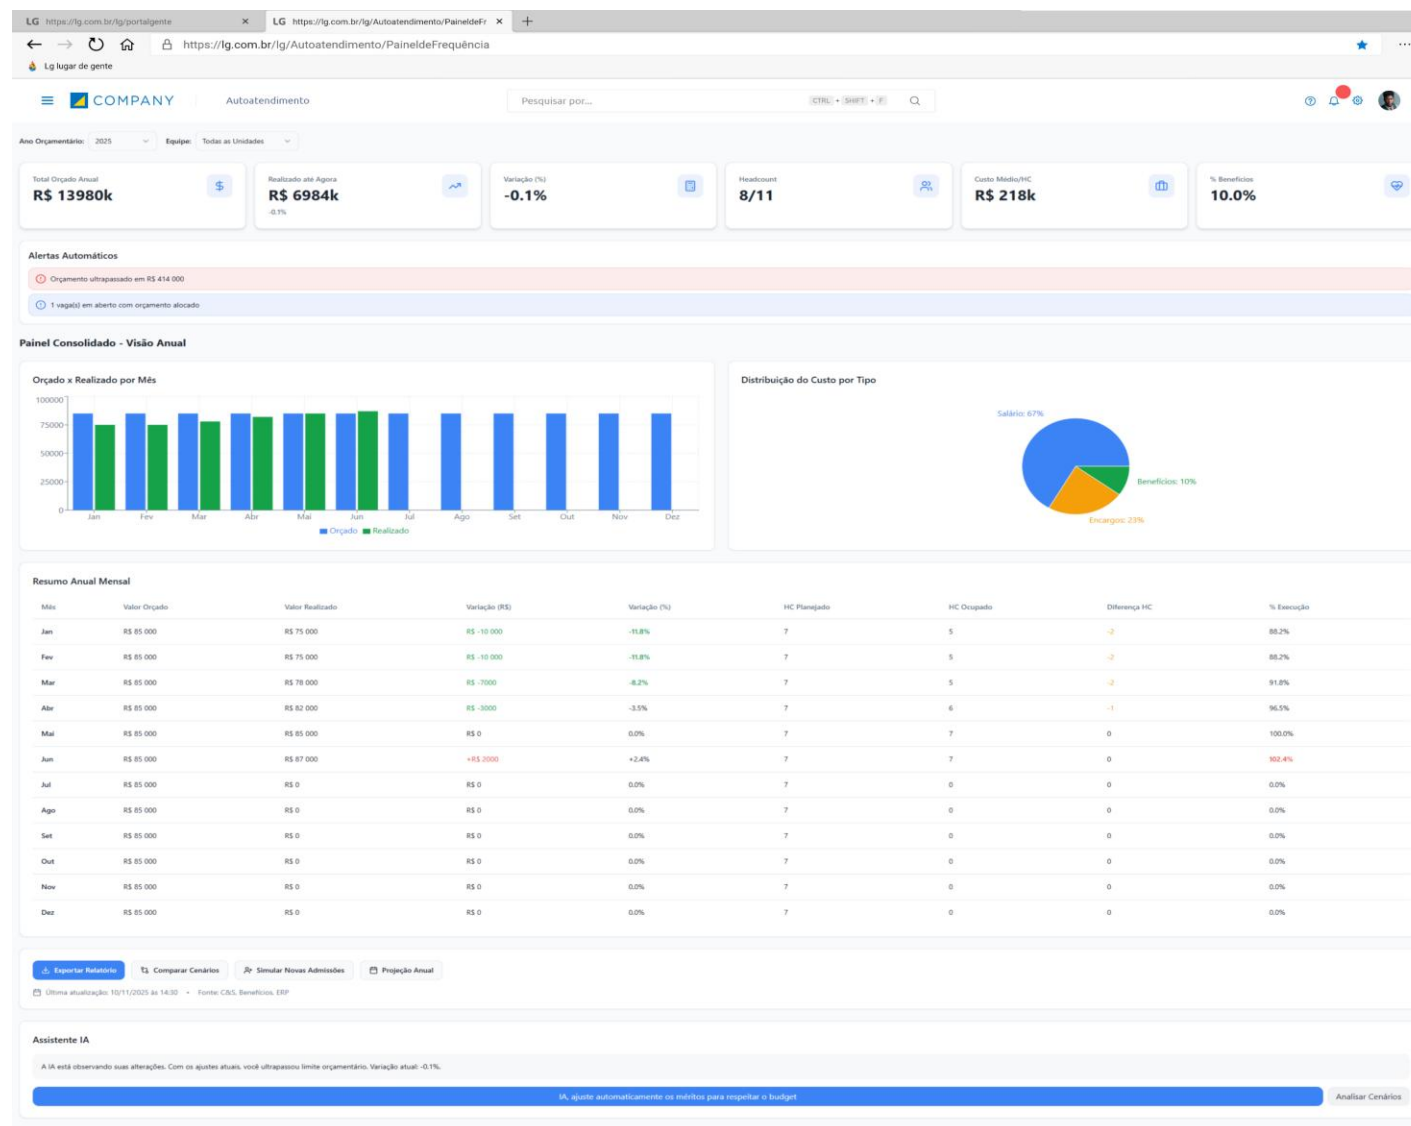 LG https://lg.com.br/lg/portalgente × LG https://lg.com.br/lg/Autoatendimento/PaineldeFr × +
https://lg.com.br/lg/Autoatendimento/PaineldeFrequência
Lg lugar de gente
COMPANY Autoatendimento Pesquisar por... CTRL + SHIFT + F
Ano Orçamentário: 2025 Equipe: Todas as Unidades
Total Orçado Anual
R$ 13980k
Realizado até Agora
R$ 6984k
-0.1%
Variação (%)
-0.1%
Headcount
8/11
Custo Médio/HC
R$ 218k
% Benefícios
10.0%
Alertas Automáticos
Orçamento ultrapassado em R$ 414 000
1 vaga(s) em aberto com orçamento alocado
Painel Consolidado - Visão Anual
Orçado x Realizado por Mês
100000
75000
50000
25000
0
Jan Fev Mar Abr Mai Jun Jul Ago Set Out Nov Dez
Orçado Realizado
Distribuição do Custo por Tipo
Salário: 67%
Benefícios: 10%
Encargos: 23%
Resumo Anual Mensal
Mês Valor Orçado Valor Realizado Variação (R$) Variação (%) HC Planejado HC Ocupado Diferença HC % Execução
Jan R$ 85 000 R$ 75 000 R$ -10 000 -11.8% 7 5 -2 88.2%
Fev R$ 85 000 R$ 75 000 R$ -10 000 -11.8% 7 5 -2 88.2%
Mar R$ 85 000 R$ 78 000 R$ -7000 -8.2% 7 5 -2 91.8%
Abr R$ 85 000 R$ 82 000 R$ -3000 -3.5% 7 6 -1 96.5%
Mai R$ 85 000 R$ 85 000 R$ 0 0.0% 7 7 0 100.0%
Jun R$ 85 000 R$ 87 000 +R$ 2000 +2.4% 7 7 0 102.4%
Jul R$ 85 000 R$ 0 R$ 0 0.0% 7 0 0 0.0%
Ago R$ 85 000 R$ 0 R$ 0 0.0% 7 0 0 0.0%
Set R$ 85 000 R$ 0 R$ 0 0.0% 7 0 0 0.0%
Out R$ 85 000 R$ 0 R$ 0 0.0% 7 0 0 0.0%
Nov R$ 85 000 R$ 0 R$ 0 0.0% 7 0 0 0.0%
Dez R$ 85 000 R$ 0 R$ 0 0.0% 7 0 0 0.0%
Exportar Relatório Comparar Cenários Simular Novas Admissões Projeção Anual
Última atualização: 10/11/2025 às 14:30 • Fonte: C&S, Benefícios, ERP
Assistente IA
A IA está observando suas alterações. Com os ajustes atuais, você ultrapassou limite orçamentário. Variação atual: -0.1%.
IA, ajuste automaticamente os méritos para respeitar o budget
Analisar Cenários